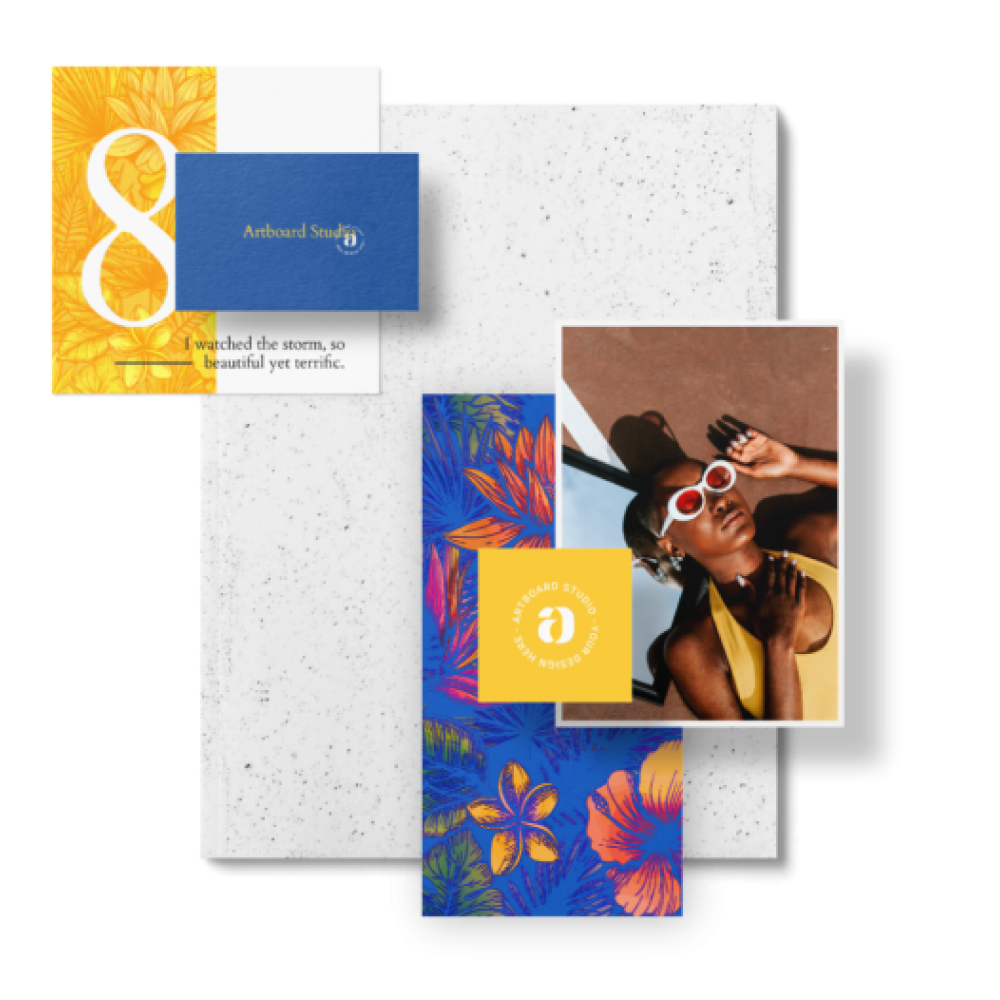 8
Artboard Studio
a
I watched the storm, so
beautiful yet terrific.
ARTBOARD STUDIO · YOUR DESIGN HERE ·
a